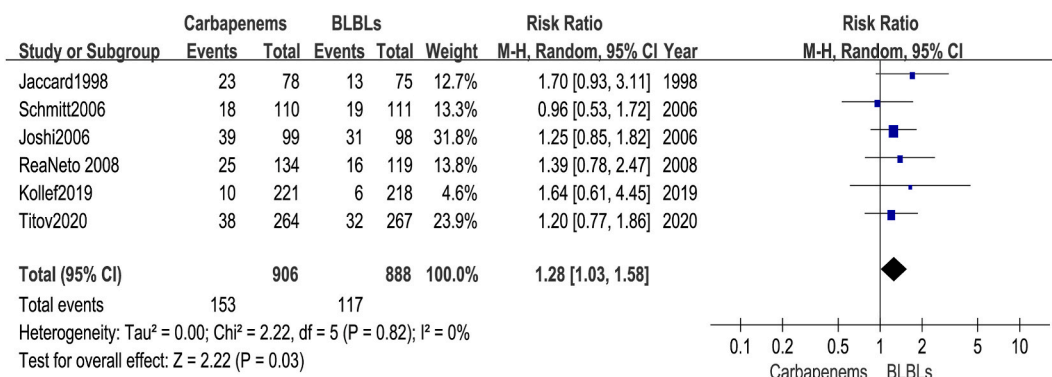 Carbapenems BLBLs Risk Ratio Risk Ratio
Study or Subgroup Events Total Events Total Weight M-H, Random, 95% CI Year M-H, Random, 95% CI
Jaccard1998 23 78 13 75 12.7% 1.70 [0.93, 3.11] 1998
Schmitt2006 18 110 19 111 13.3% 0.96 [0.53, 1.72] 2006
Joshi2006 39 99 31 98 31.8% 1.25 [0.85, 1.82] 2006
ReaNeto 2008 25 134 16 119 13.8% 1.39 [0.78, 2.47] 2008
Kollef2019 10 221 6 218 4.6% 1.64 [0.61, 4.45] 2019
Titov2020 38 264 32 267 23.9% 1.20 [0.77, 1.86] 2020
Total (95% CI) 906 888 100.0% 1.28 [1.03, 1.58]
Total events 153 117
Heterogeneity: Tau² = 0.00; Chi² = 2.22, df = 5 (P = 0.82); I² = 0%
Test for overall effect: Z = 2.22 (P = 0.03)
0.1 0.2 0.5 1 2 5 10
Carbapenems BLBLs